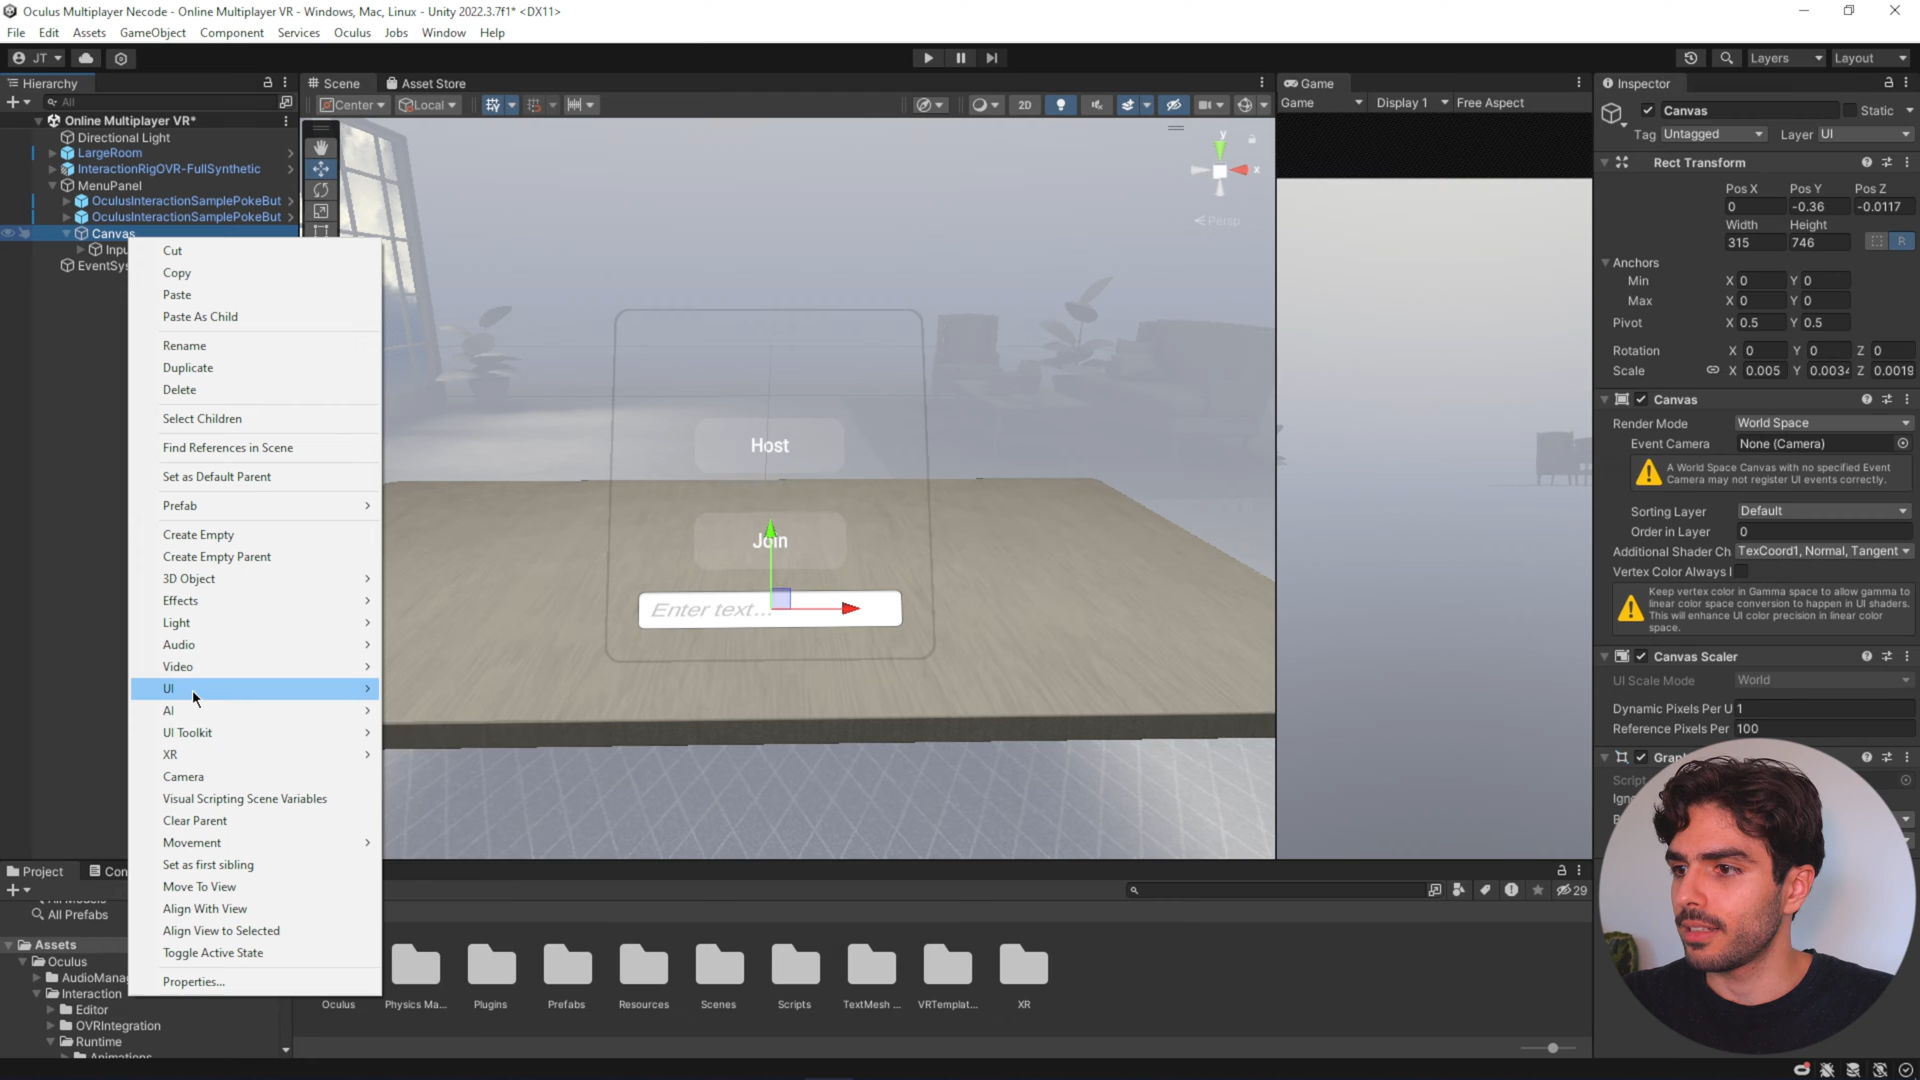 Oculus Multiplayer Necode - Online Multiplayer VR - Windows, Mac, Linux - Unity 2022.3.7f1* <DX11>
File Edit Assets GameObject Component Services Oculus Jobs Window Help
JT Layers Layout
Hierarchy
All
Online Multiplayer VR*
Directional Light
LargeRoom
InteractionRigOVR-FullSynthetic
MenuPanel
OculusInteractionSamplePokeBut
OculusInteractionSamplePokeBut
Canvas
Inpu
EventSys
Cut
Copy
Paste
Paste As Child
Rename
Duplicate
Delete
Select Children
Find References in Scene
Set as Default Parent
Prefab
Create Empty
Create Empty Parent
3D Object
Effects
Light
Audio
Video
UI
AI
UI Toolkit
XR
Camera
Visual Scripting Scene Variables
Clear Parent
Movement
Set as first sibling
Move To View
Align With View
Align View to Selected
Toggle Active State
Properties...
Scene Asset Store
Center Local 2D
y
x
Persp
Host
Join
Enter text...
Game
Game Display 1 Free Aspect
Inspector
Canvas Static
Tag Untagged Layer UI
Rect Transform
Pos X Pos Y Pos Z
0 -0.36 -0.0117
Width Height
315 746 R
Anchors
Min X 0 Y 0
Max X 0 Y 0
Pivot X 0.5 Y 0.5
Rotation X 0 Y 0 Z 0
Scale X 0.005 Y 0.0034 Z 0.0019
Canvas
Render Mode World Space
Event Camera None (Camera)
A World Space Canvas with no specified Event
Camera may not register UI events correctly.
Sorting Layer Default
Order in Layer 0
Additional Shader Ch TexCoord1, Normal, Tangent
Vertex Color Always I
Keep vertex color in Gamma space to allow gamma to
linear color space conversion to happen in UI shaders.
This will enhance UI color precision in linear color
space.
Canvas Scaler
UI Scale Mode World
Dynamic Pixels Per U 1
Reference Pixels Per 100
Grap
Script
Igno
B
Project Con
All Prefabs
Assets
Oculus
AudioManag
Interaction
Editor
OVRIntegration
Runtime
Animations
29
Oculus Physics Ma... Plugins Prefabs Resources Scenes Scripts TextMesh ... VRTemplat... XR